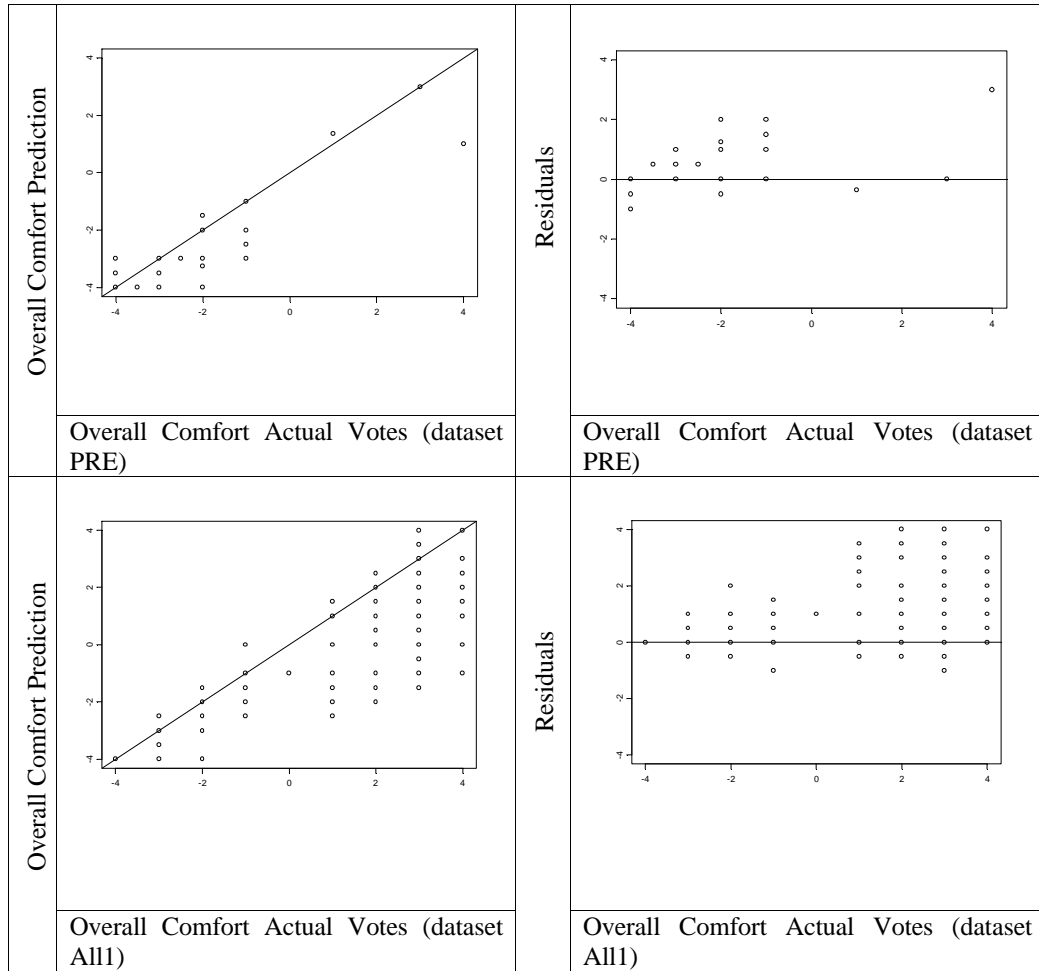 Overall Comfort Prediction
4
2
0
-2
-4
-4 -2 0 2 4
Overall Comfort Actual Votes (dataset
PRE)
Residuals
4
2
0
-2
-4
-4 -2 0 2 4
Overall Comfort Actual Votes (dataset
PRE)
Overall Comfort Prediction
4
2
0
-2
-4
-4 -2 0 2 4
Overall Comfort Actual Votes (dataset
All1)
Residuals
4
2
0
-2
-4
-4 -2 0 2 4
Overall Comfort Actual Votes (dataset
All1)